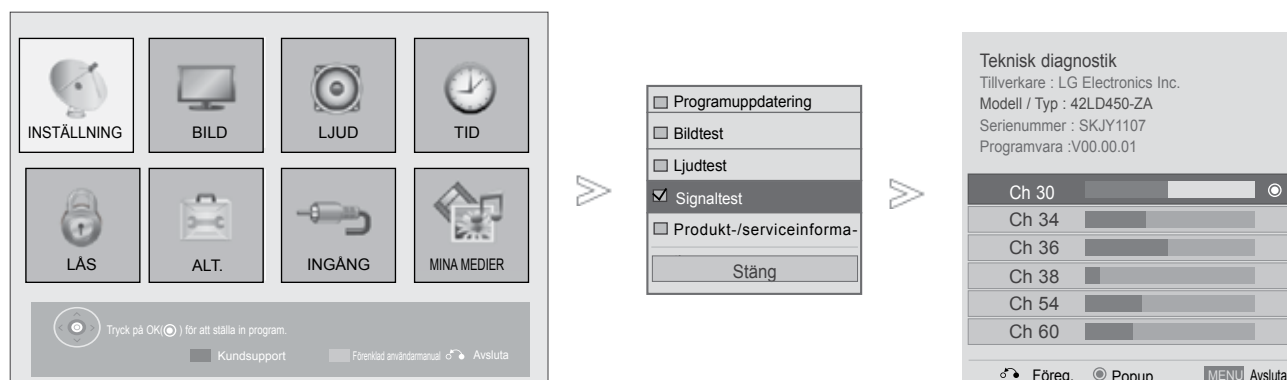 INSTÄLLNING BILD LJUD TID
LÅS ALT. INGÅNG MINA MEDIER
Tryck på OK(◉) för att ställa in program.
Kundsupport Förenklad användarmanual Avsluta
Programuppdatering
Bildtest
Ljudtest
Signaltest
Produkt-/serviceinforma-
Stäng
Teknisk diagnostik
Tillverkare : LG Electronics Inc.
Modell / Typ : 42LD450-ZA
Serienummer : SKJY1107
Programvara :V00.00.01
Ch 30
Ch 34
Ch 36
Ch 38
Ch 54
Ch 60
Föreg. Popup MENU Avsluta